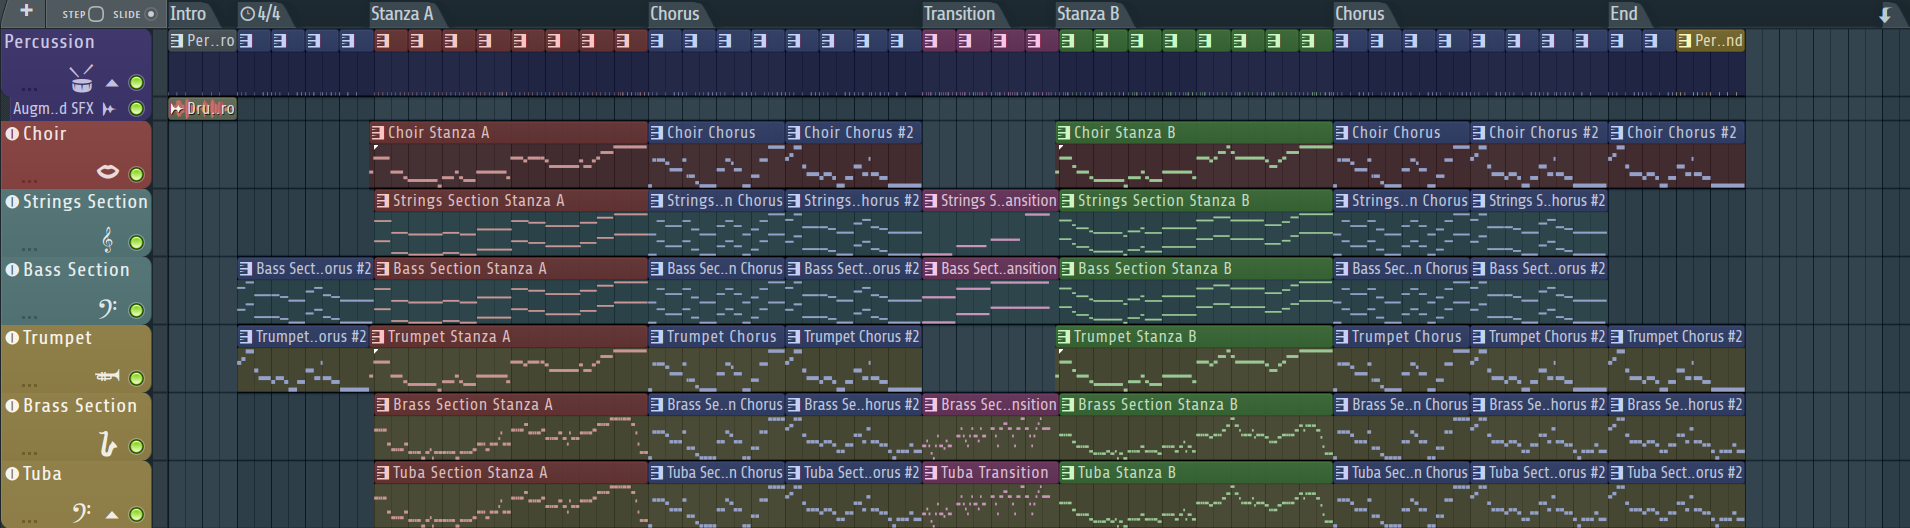 + STEP SLIDE Intro 4/4 Stanza A Chorus Transition Stanza B Chorus End
Percussion Per..ro Per..nd
Augm..d SFX Dru..ro
Choir Choir Stanza A Choir Chorus Choir Chorus #2 Choir Stanza B Choir Chorus Choir Chorus #2 Choir Chorus #2
Strings Section Strings Section Stanza A Strings..n Chorus Strings..horus #2 Strings S..ansition Strings Section Stanza B Strings..n Chorus Strings S..horus #2
Bass Section Bass Sect..orus #2 Bass Section Stanza A Bass Sec..n Chorus Bass Sect..orus #2 Bass Sect..ansition Bass Section Stanza B Bass Sec..n Chorus Bass Sect..orus #2
Trumpet Trumpet..orus #2 Trumpet Stanza A Trumpet Chorus Trumpet Chorus #2 Trumpet Stanza B Trumpet Chorus Trumpet Chorus #2 Trumpet Chorus #2
Brass Section Brass Section Stanza A Brass Se..n Chorus Brass Se..horus #2 Brass Sec..nsition Brass Section Stanza B Brass Se..n Chorus Brass Se..horus #2 Brass Se..horus #2
Tuba Tuba Section Stanza A Tuba Sec..n Chorus Tuba Sect..orus #2 Tuba Transition Tuba Stanza B Tuba Sec..n Chorus Tuba Sect..orus #2 Tuba Sect..orus #2